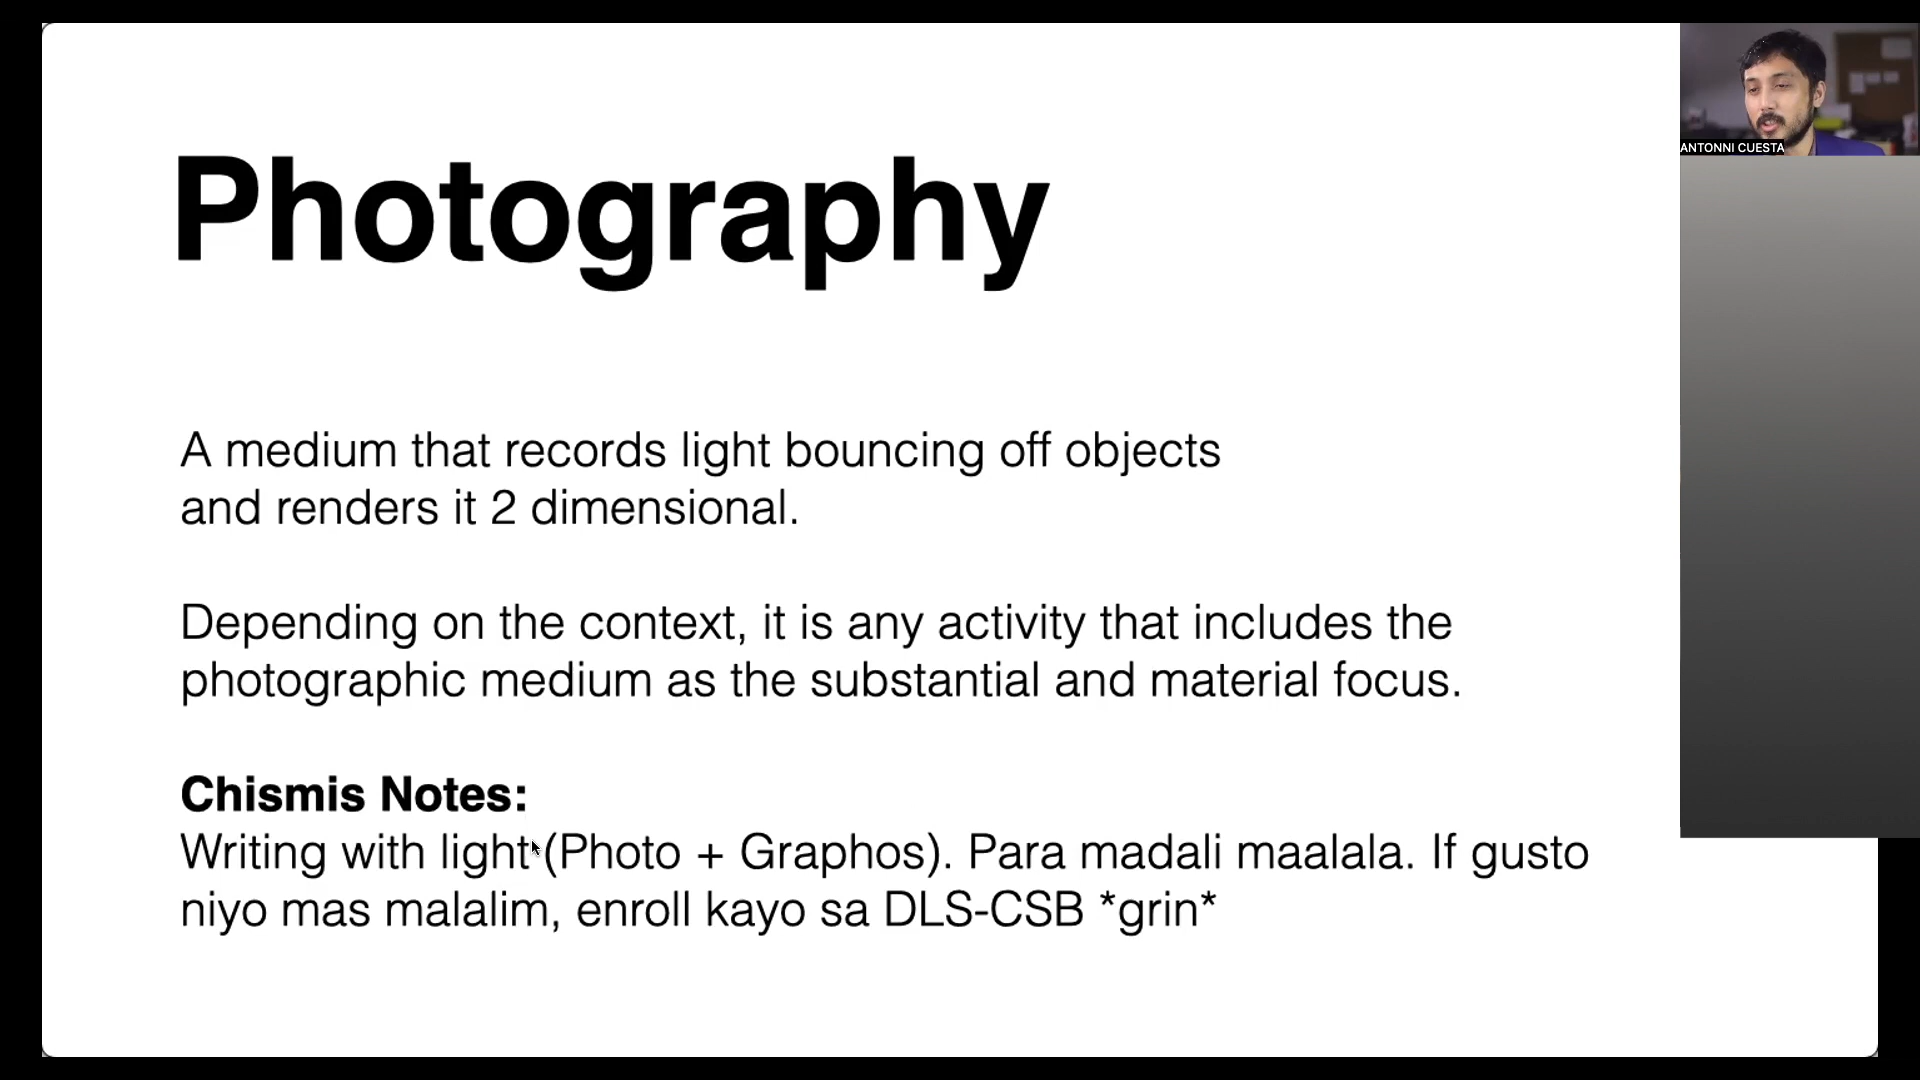 Photography
A medium that records light bouncing off objects
and renders it 2 dimensional.
Depending on the context, it is any activity that includes the
photographic medium as the substantial and material focus.
Chismis Notes:
Writing with light (Photo + Graphos). Para madali maalala. If gusto
niyo mas malalim, enroll kayo sa DLS-CSB *grin*
ANTONNI CUESTA